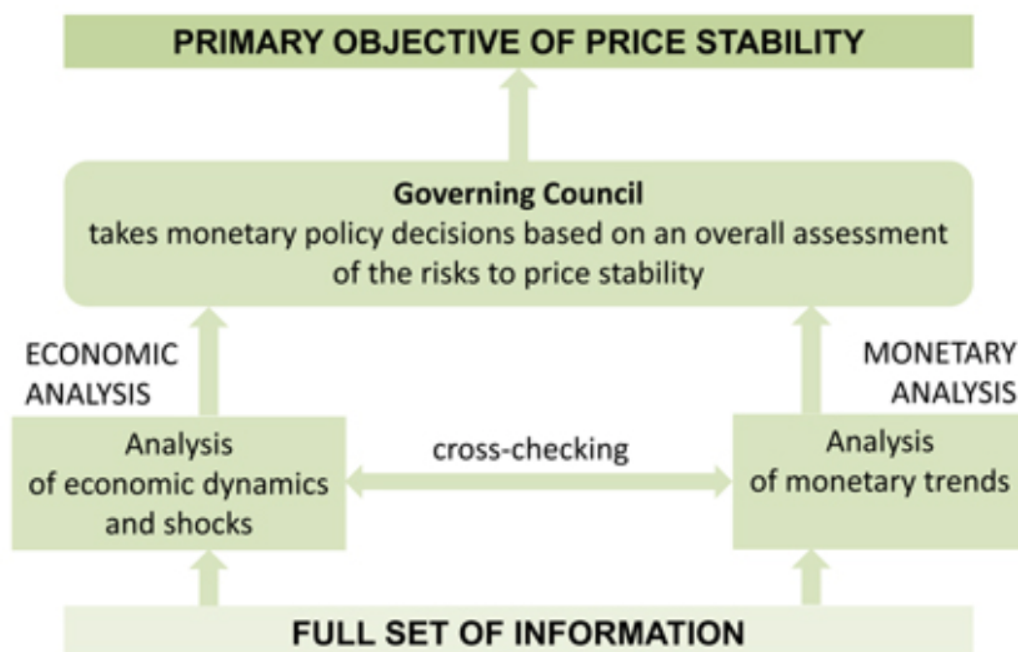 PRIMARY OBJECTIVE OF PRICE STABILITY
Governing Council
takes monetary policy decisions based on an overall assessment
of the risks to price stability
ECONOMIC
ANALYSIS
MONETARY
ANALYSIS
Analysis
of economic dynamics
and shocks
cross-checking
Analysis
of monetary trends
FULL SET OF INFORMATION